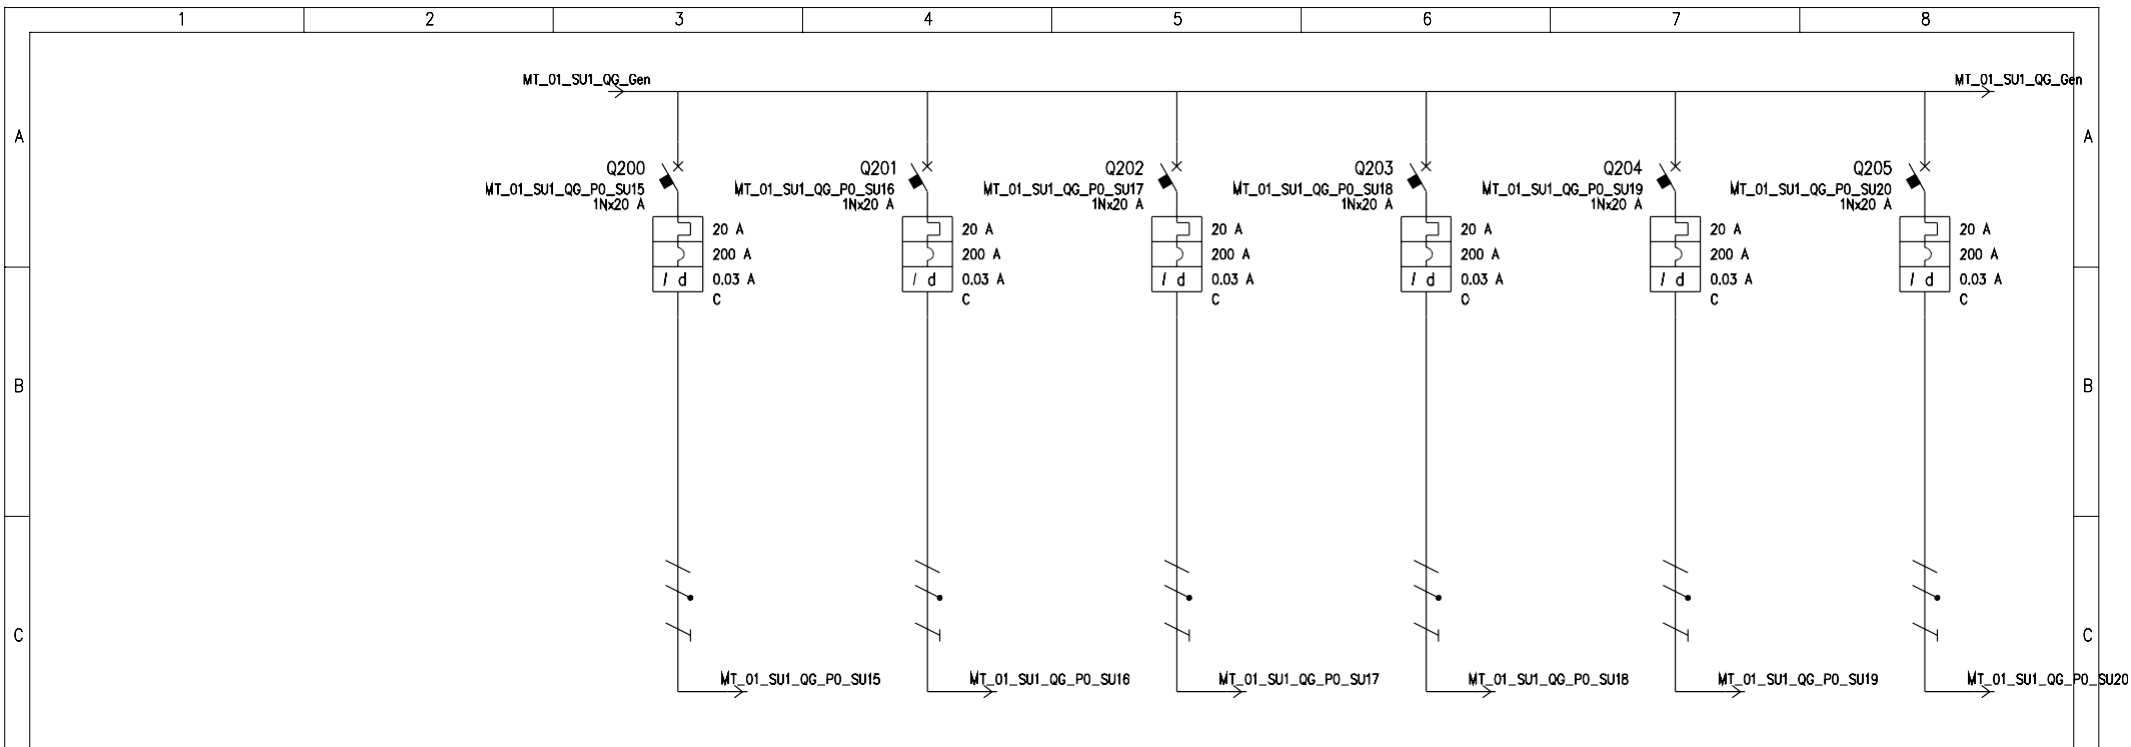 1 2 3 4 5 6 7 8
MT_01_SU1_QG_Gen MT_01_SU1_QG_Gen
A A
Q200 Q201 Q202 Q203 Q204 Q205
MT_01_SU1_QG_P0_SU15 MT_01_SU1_QG_P0_SU16 MT_01_SU1_QG_P0_SU17 MT_01_SU1_QG_P0_SU18 MT_01_SU1_QG_P0_SU19 MT_01_SU1_QG_P0_SU20
1Nx20 A 1Nx20 A 1Nx20 A 1Nx20 A 1Nx20 A 1Nx20 A
20 A 20 A 20 A 20 A 20 A 20 A
200 A 200 A 200 A 200 A 200 A 200 A
I d 0.03 A I d 0.03 A I d 0.03 A I d 0.03 A I d 0.03 A I d 0.03 A
C C C C C C
B B
C C
MT_01_SU1_QG_P0_SU15 MT_01_SU1_QG_P0_SU16 MT_01_SU1_QG_P0_SU17 MT_01_SU1_QG_P0_SU18 MT_01_SU1_QG_P0_SU19 MT_01_SU1_QG_P0_SU20